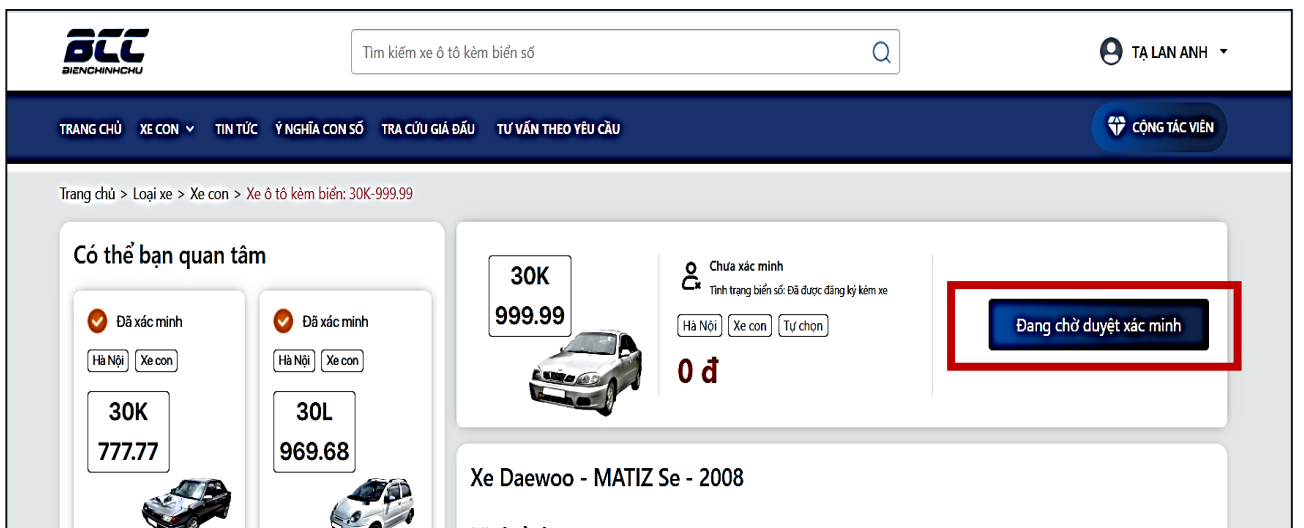 BCC
BIENCHINHCHU
Tìm kiếm xe ô tô kèm biển số
TẠ LAN ANH
TRANG CHỦ XE CON TIN TỨC Ý NGHĨA CON SỐ TRA CỨU GIÁ ĐẤU TƯ VẤN THEO YÊU CẦU
CỘNG TÁC VIÊN
Trang chủ > Loại xe > Xe con > Xe ô tô kèm biển: 30K-999.99
Có thể bạn quan tâm
Đã xác minh
Hà Nội Xe con
30K
777.77
Đã xác minh
Hà Nội Xe con
30L
969.68
30K
999.99
Chưa xác minh
Tình trạng biển số: Đã được đăng ký kèm xe
Hà Nội Xe con Tự chọn
0 đ
Đang chờ duyệt xác minh
Xe Daewoo - MATIZ Se - 2008